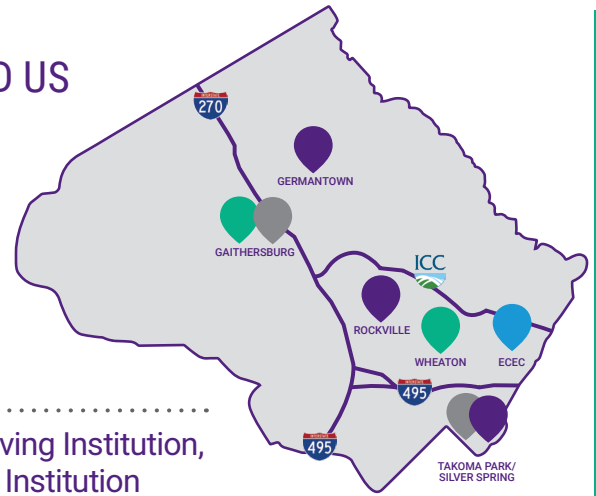 D US
270
GERMANTOWN
GAITHERSBURG
ICC
ROCKVILLE
WHEATON
ECEC
495
495
TAKOMA PARK/
SILVER SPRING
ving Institution,
Institution